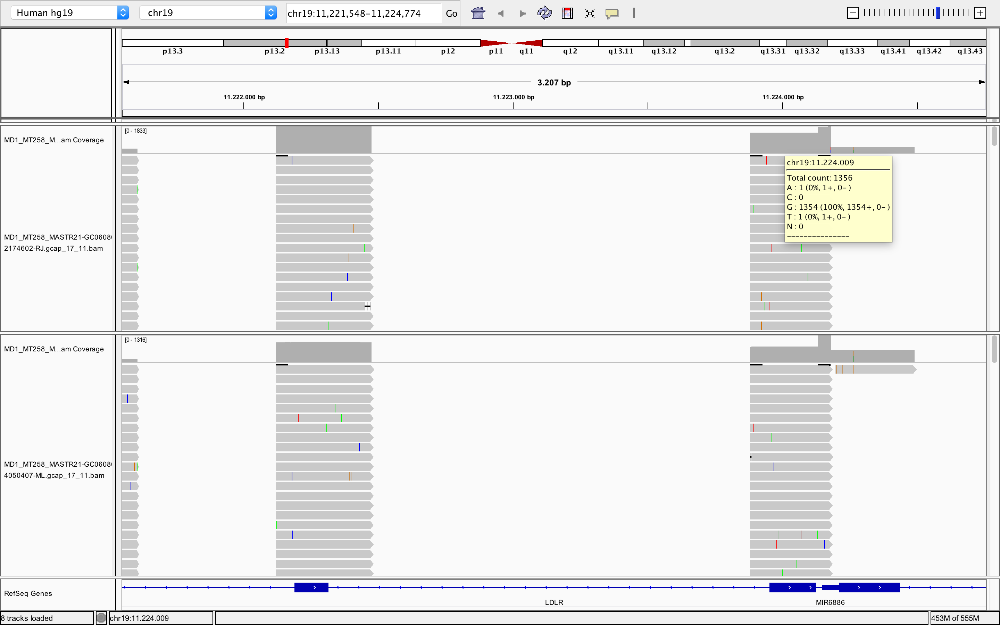 Human hg19
chr19
chr19:11,221,548-11,224,774
Go
p13.3 p13.2 p13.13 p13.11 p12 p11 q11 q12 q13.11 q13.12 q13.2 q13.31 q13.32 q13.33 q13.41 q13.42 q13.43
3.207 bp
11.222.000 bp 11.223.000 bp 11.224.000 bp
[0 - 1833]
MD1_MT258_M...am Coverage
chr19:11.224.009
Total count: 1356
A : 1 (0%, 1+, 0- )
C : 0
G : 1354 (100%, 1354+, 0- )
T : 1 (0%, 1+, 0- )
N : 0
---------------
MD1_MT258_MASTR21-GC0608
2174602-RJ.gcap_17_11.bam
[0 - 1316]
MD1_MT258_M...am Coverage
MD1_MT258_MASTR21-GC0608
4050407-ML.gcap_17_11.bam
RefSeq Genes
LDLR MIR6886
8 tracks loaded
chr19:11.224.009
453M of 555M